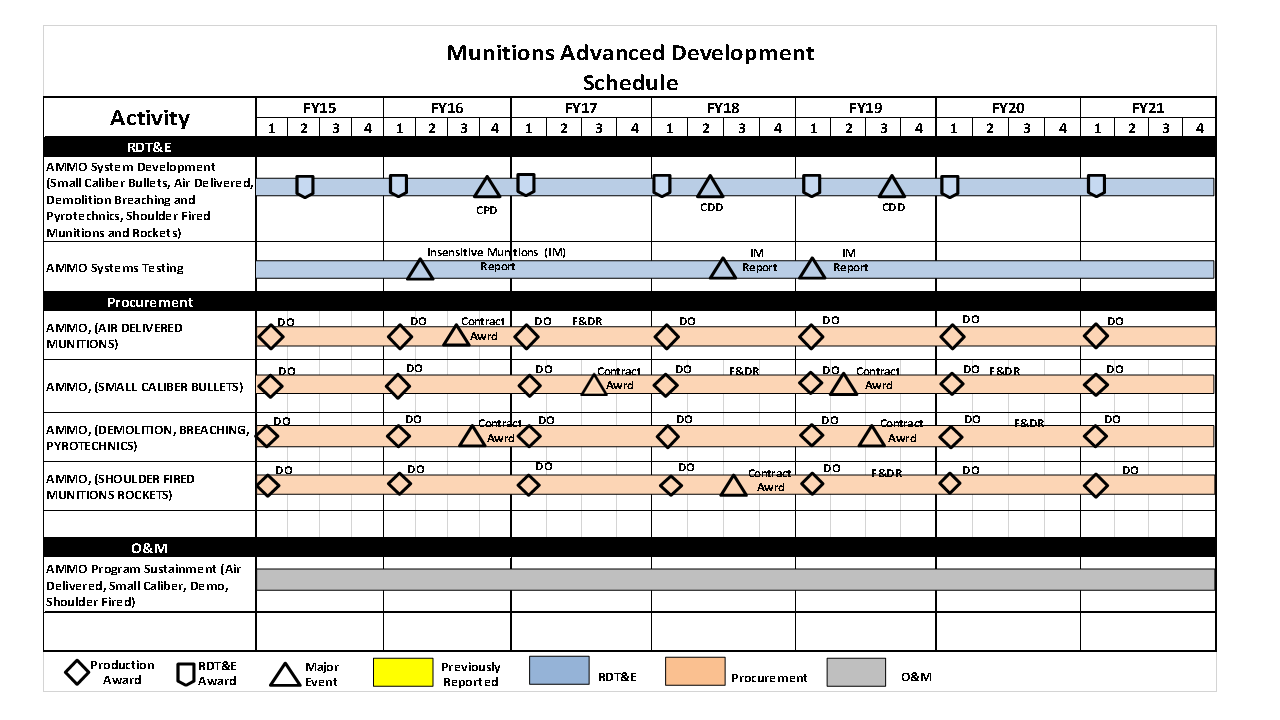 Munitions Advanced Development
Schedule
Activity
FY15 FY16 FY17 FY18 FY19 FY20 FY21
1 2 3 4 1 2 3 4 1 2 3 4 1 2 3 4 1 2 3 4 1 2 3 4 1 2 3 4
RDT&E
AMMO System Development
(Small Caliber Bullets, Air Delivered,
Demolition Breaching and
Pyrotechnics, Shoulder Fired
Munitions and Rockets)
CPD CDD CDD
AMMO Systems Testing
Insensitive Munitions (IM)
Report
IM
Report
IM
Report
Procurement
AMMO, (AIR DELIVERED
MUNITIONS)
DO DO Contract DO F&DR DO DO DO DO
Awrd
AMMO, (SMALL CALIBER BULLETS)
DO DO DO Contract DO F&DR DO Contract DO F&DR DO
Awrd Awrd
AMMO, (DEMOLITION, BREACHING,
PYROTECHNICS)
DO DO Contract DO DO DO Contract DO F&DR DO
Awrd Awrd
AMMO, (SHOULDER FIRED
MUNITIONS ROCKETS)
DO DO DO DO Contract DO F&DR DO DO
Awrd
O&M
AMMO Program Sustainment (Air
Delivered, Small Caliber, Demo,
Shoulder Fired)
Production
Award
RDT&E
Award
Major
Event
Previously
Reported
RDT&E
Procurement
O&M